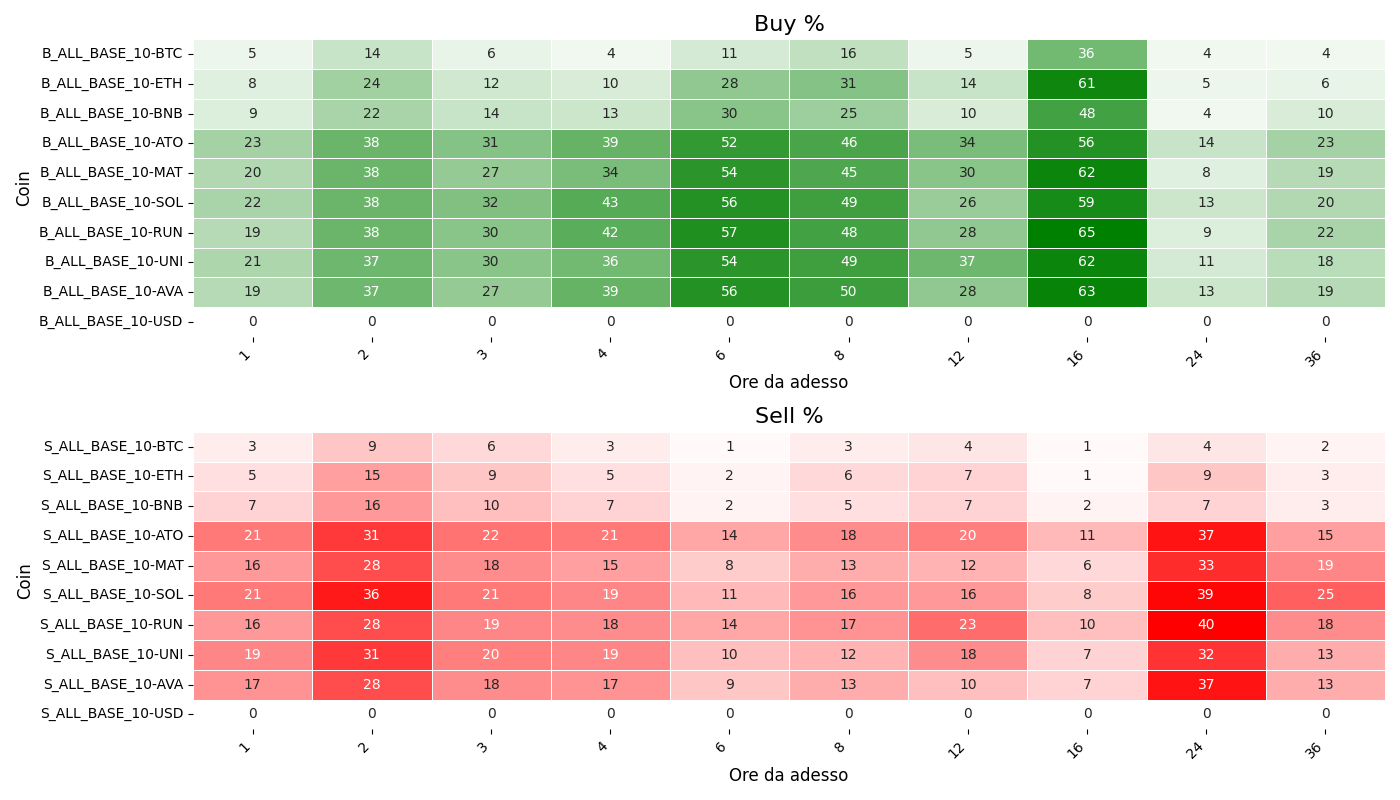 Buy %
Coin
B_ALL_BASE_10-BTC 5 14 6 4 11 16 5 36 4 4
B_ALL_BASE_10-ETH 8 24 12 10 28 31 14 61 5 6
B_ALL_BASE_10-BNB 9 22 14 13 30 25 10 48 4 10
B_ALL_BASE_10-ATO 23 38 31 39 52 46 34 56 14 23
B_ALL_BASE_10-MAT 20 38 27 34 54 45 30 62 8 19
B_ALL_BASE_10-SOL 22 38 32 43 56 49 26 59 13 20
B_ALL_BASE_10-RUN 19 38 30 42 57 48 28 65 9 22
B_ALL_BASE_10-UNI 21 37 30 36 54 49 37 62 11 18
B_ALL_BASE_10-AVA 19 37 27 39 56 50 28 63 13 19
B_ALL_BASE_10-USD 0 0 0 0 0 0 0 0 0 0
1 2 3 4 6 8 12 16 24 36
Ore da adesso
Sell %
Coin
S_ALL_BASE_10-BTC 3 9 6 3 1 3 4 1 4 2
S_ALL_BASE_10-ETH 5 15 9 5 2 6 7 1 9 3
S_ALL_BASE_10-BNB 7 16 10 7 2 5 7 2 7 3
S_ALL_BASE_10-ATO 21 31 22 21 14 18 20 11 37 15
S_ALL_BASE_10-MAT 16 28 18 15 8 13 12 6 33 19
S_ALL_BASE_10-SOL 21 36 21 19 11 16 16 8 39 25
S_ALL_BASE_10-RUN 16 28 19 18 14 17 23 10 40 18
S_ALL_BASE_10-UNI 19 31 20 19 10 12 18 7 32 13
S_ALL_BASE_10-AVA 17 28 18 17 9 13 10 7 37 13
S_ALL_BASE_10-USD 0 0 0 0 0 0 0 0 0 0
1 2 3 4 6 8 12 16 24 36
Ore da adesso